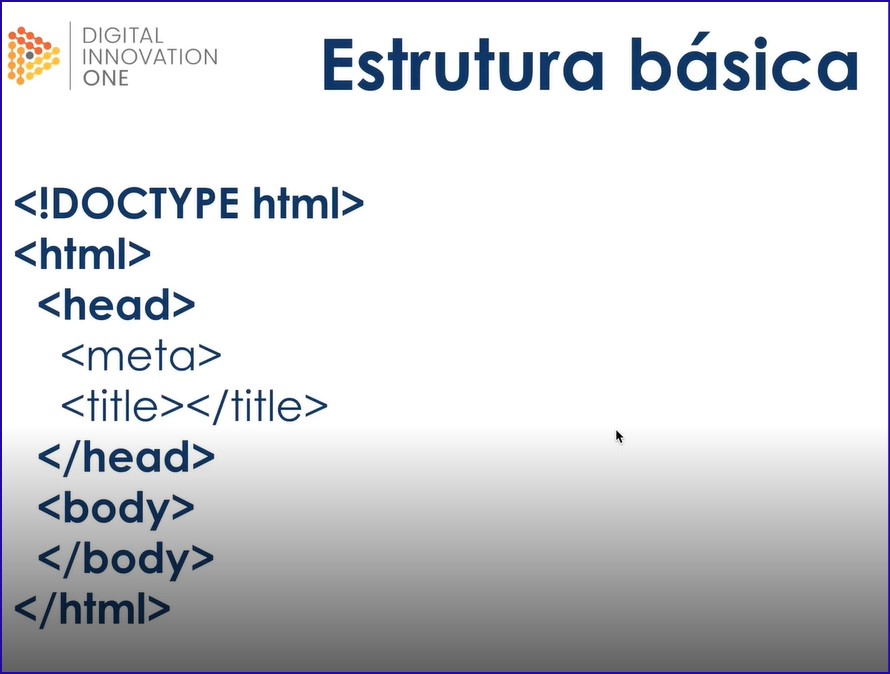 DIGITAL
INNOVATION
ONE
Estrutura básica
<!DOCTYPE html>
<html>
<head>
<meta>
<title></title>
</head>
<body>
</body>
</html>